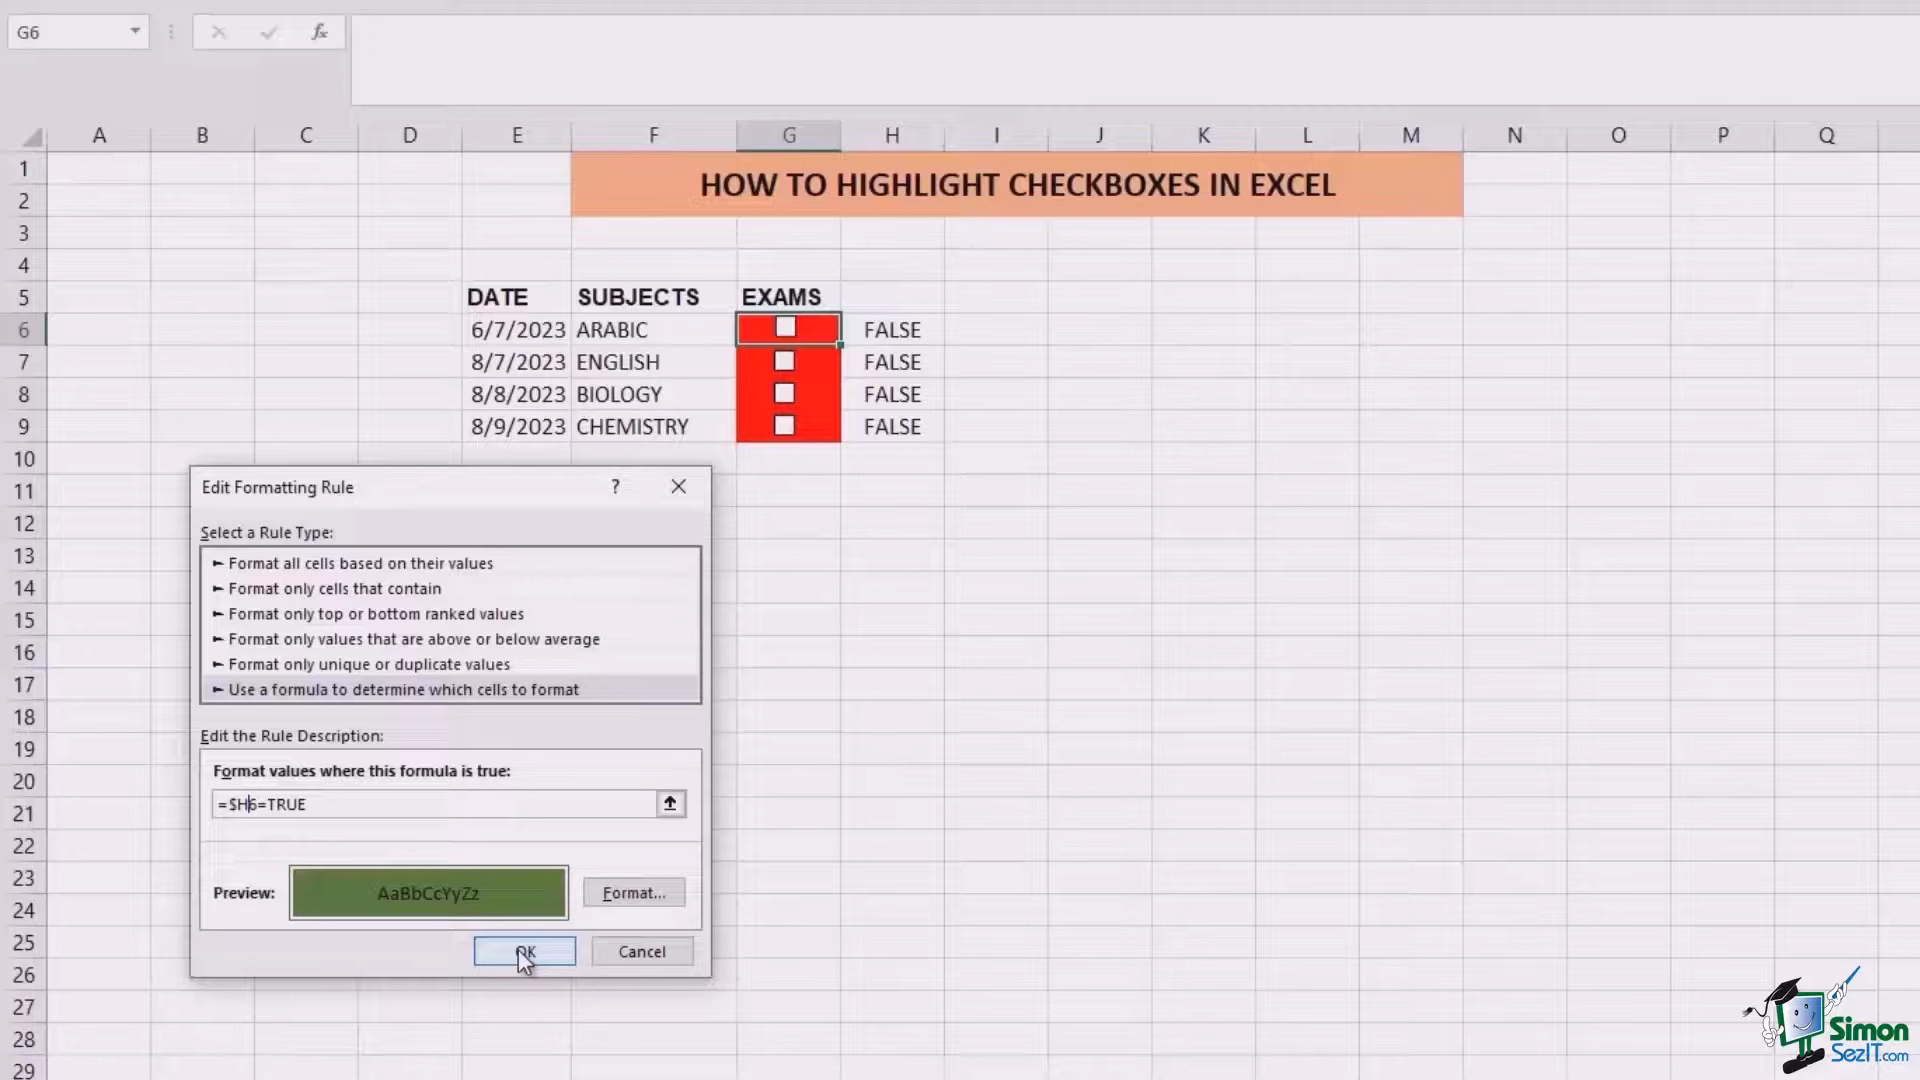 G6
fx
A B C D E F G H I J K L M N O P Q
1 HOW TO HIGHLIGHT CHECKBOXES IN EXCEL
2
3
4
5 DATE SUBJECTS EXAMS
6 6/7/2023 ARABIC FALSE
7 8/7/2023 ENGLISH FALSE
8 8/8/2023 BIOLOGY FALSE
9 8/9/2023 CHEMISTRY FALSE
10
11
12
13
14
15
16
17
18
19
20
21
22
23
24
25
26
27
28
29
Edit Formatting Rule ?
Select a Rule Type:
► Format all cells based on their values
► Format only cells that contain
► Format only top or bottom ranked values
► Format only values that are above or below average
► Format only unique or duplicate values
► Use a formula to determine which cells to format
Edit the Rule Description:
Format values where this formula is true:
=$H6=TRUE
Preview: AaBbCcYyZz Format...
OK Cancel
Simon
SezIT.com